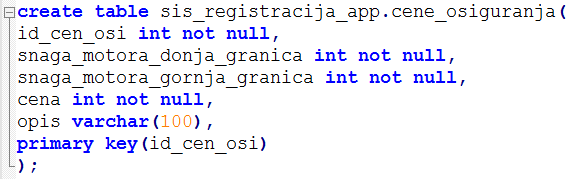 create table sis_registracija_app.cene_osiguranja(
id_cen_osi int not null,
snaga_motora_donja_granica int not null,
snaga_motora_gornja_granica int not null,
cena int not null,
opis varchar(100),
primary key(id_cen_osi)
);